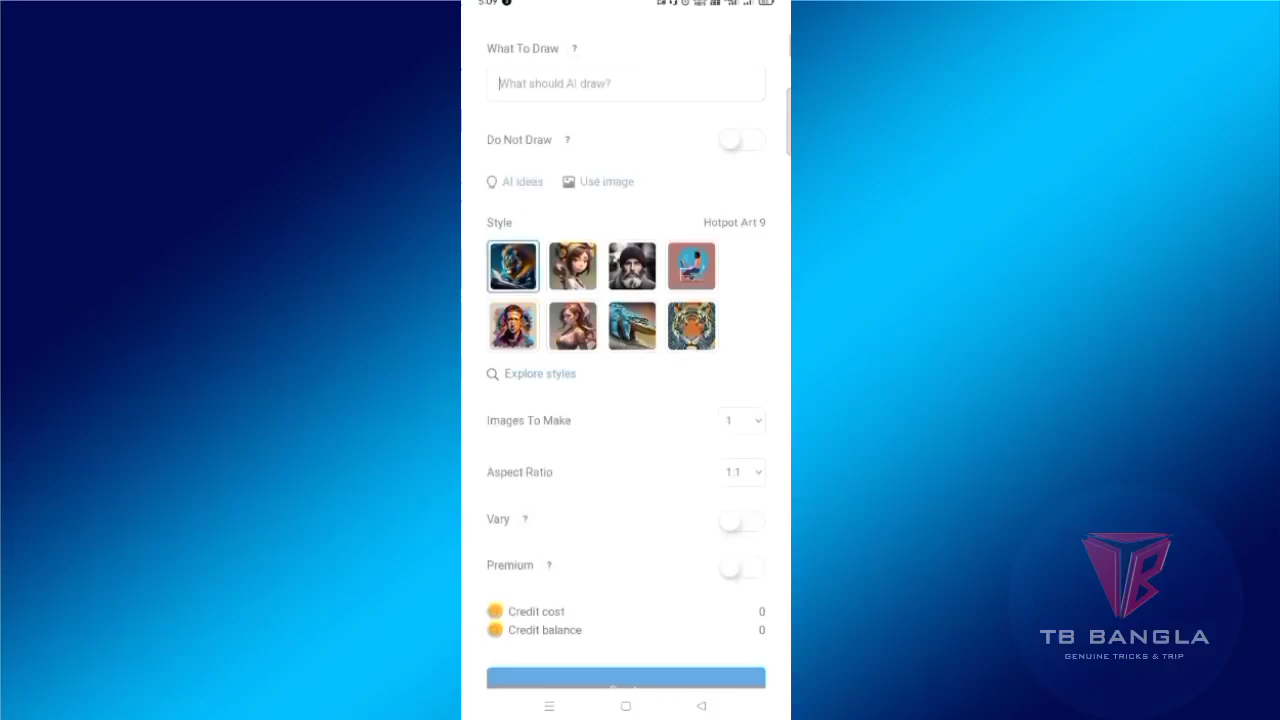 5:09
What To Draw ?
What should AI draw?
Do Not Draw ?
AI ideas Use image
Style Hotpot Art 9
Explore styles
Images To Make 1
Aspect Ratio 1:1
Vary ?
Premium ?
Credit cost 0
Credit balance 0
TB BANGLA
GENUINE TRICKS & TRIP